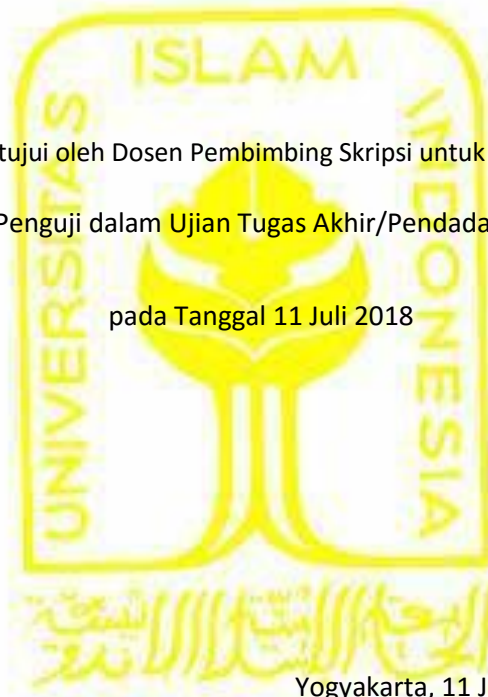 ISLAM
UNIVERSITAS
INDONESIA
tujui oleh Dosen Pembimbing Skripsi untuk
Penguji dalam Ujian Tugas Akhir/Pendada
pada Tanggal 11 Juli 2018
Yogyakarta, 11 J